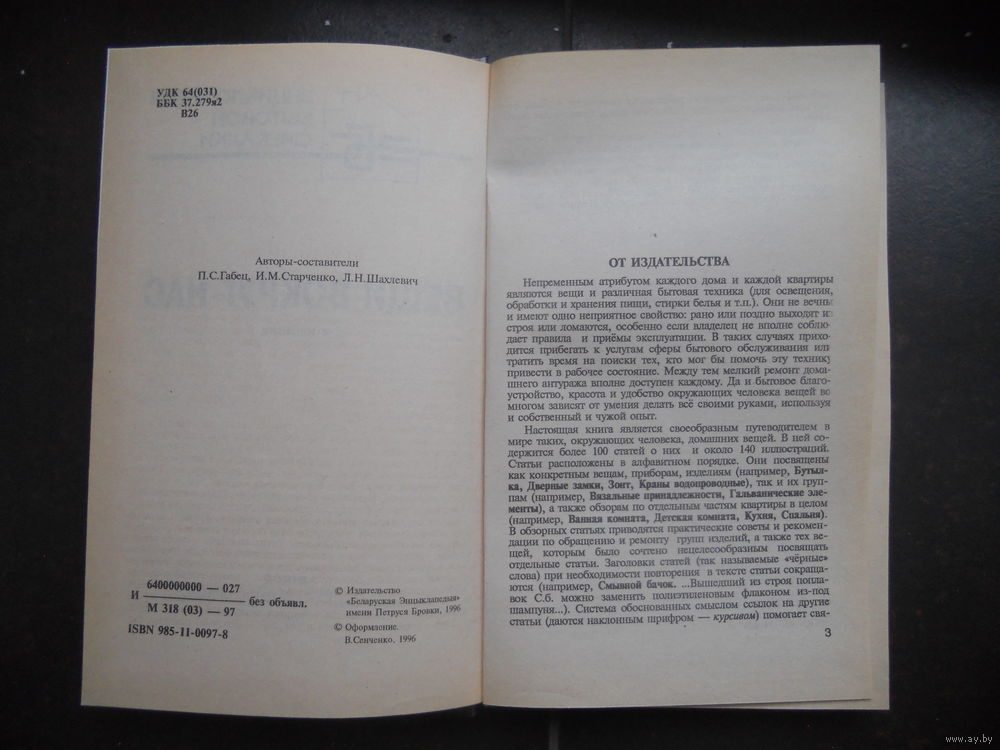 УДК 64(031)
ББК 37.279я2
В26
Авторы-составители
П.С.Габец, И.М.Старченко, Л.Н.Шахлевич
6400000000 — 027
И без объявл.
М 318 (03) — 97
ISBN 985-11-0097-8
© Издательство
«Беларуская Энцыклапедыя»
имени Петруся Бровки, 1996
© Оформление.
В.Сенченко, 1996
ОТ ИЗДАТЕЛЬСТВА
Непременным атрибутом каждого дома и каждой квартиры
являются вещи и различная бытовая техника (для освещения,
обработки и хранения пищи, стирки белья и т.п.). Они не вечны
и имеют одно неприятное свойство: рано или поздно выходят из
строя или ломаются, особенно если владелец не вполне соблю-
дает правила и приёмы эксплуатации. В таких случаях прихо-
дится прибегать к услугам сферы бытового обслуживания или
тратить время на поиски тех, кто мог бы помочь эту технику
привести в рабочее состояние. Между тем мелкий ремонт дома-
шнего антуража вполне доступен каждому. Да и бытовое благо-
устройство, красота и удобство окружающих человека вещей во
многом зависят от умения делать всё своими руками, используя
и собственный и чужой опыт.
Настоящая книга является своеобразным путеводителем в
мире таких, окружающих человека, домашних вещей. В ней со-
держится более 100 статей о них и около 140 иллюстраций.
Статьи расположены в алфавитном порядке. Они посвящены
как конкретным вещам, приборам, изделиям (например, Бутыл-
ка, Дверные замки, Зонт, Краны водопроводные), так и их груп-
пам (например, Вязальные принадлежности, Гальванические эле-
менты), а также обзорам по отдельным частям квартиры в целом
(например, Ванная комната, Детская комната, Кухня, Спальня).
В обзорных статьях приводятся практические советы и рекомен-
дации по обращению и ремонту групп изделий, а также тех ве-
щей, которым было сочтено нецелесообразным посвящать
отдельные статьи. Заголовки статей (так называемые «чёрные»
слова) при необходимости повторения в тексте статьи сокраща-
ются (например, Смывной бачок. ...Вышедший из строя попла-
вок С.б. можно заменить полиэтиленовым флаконом из-под
шампуня...). Система обоснованных смыслом ссылок на другие
статьи (даются наклонным шрифтом — курсивом) помогает свя-
3
www.ay.by